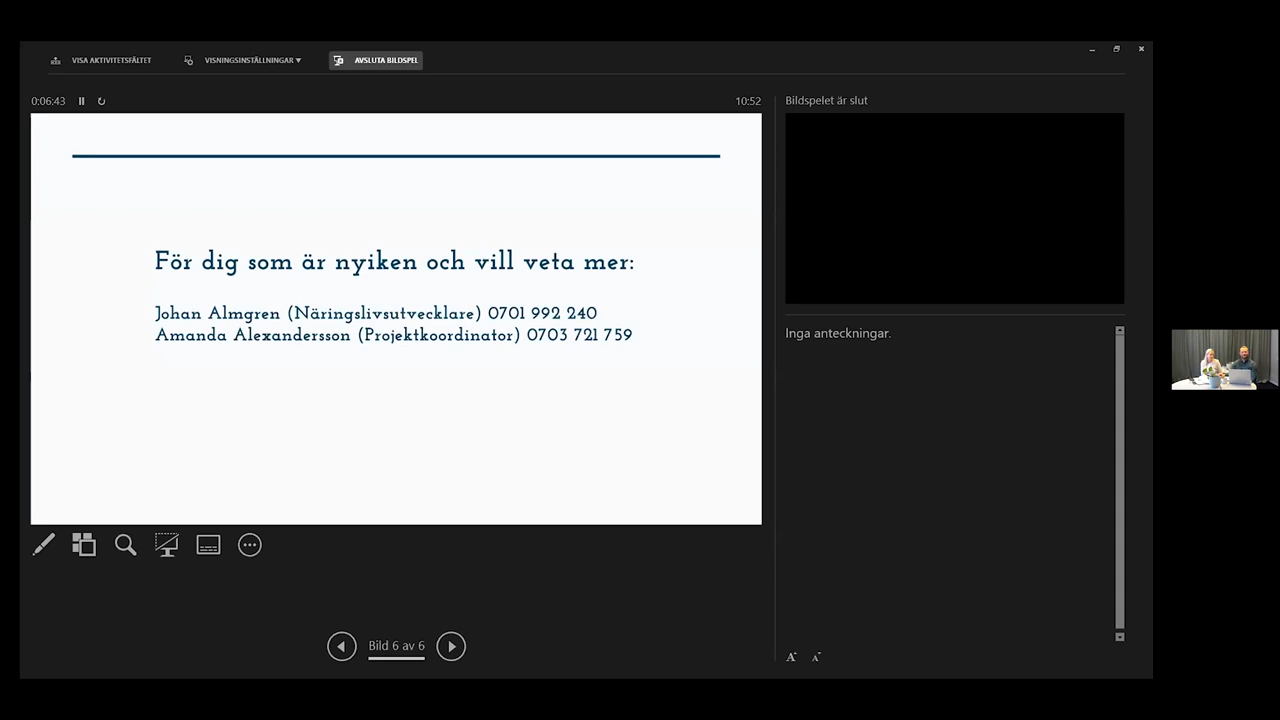 VISA AKTIVITETSFÄLTET
VISNINGSINSTÄLLNINGAR ▼
AVSLUTA BILDSPEL
0:06:43
10:52
Bildspelet är slut
För dig som är nyiken och vill veta mer:
Johan Almgren (Näringslivsutvecklare) 0701 992 240
Amanda Alexandersson (Projektkoordinator) 0703 721 759
Inga anteckningar.
Bild 6 av 6
A A